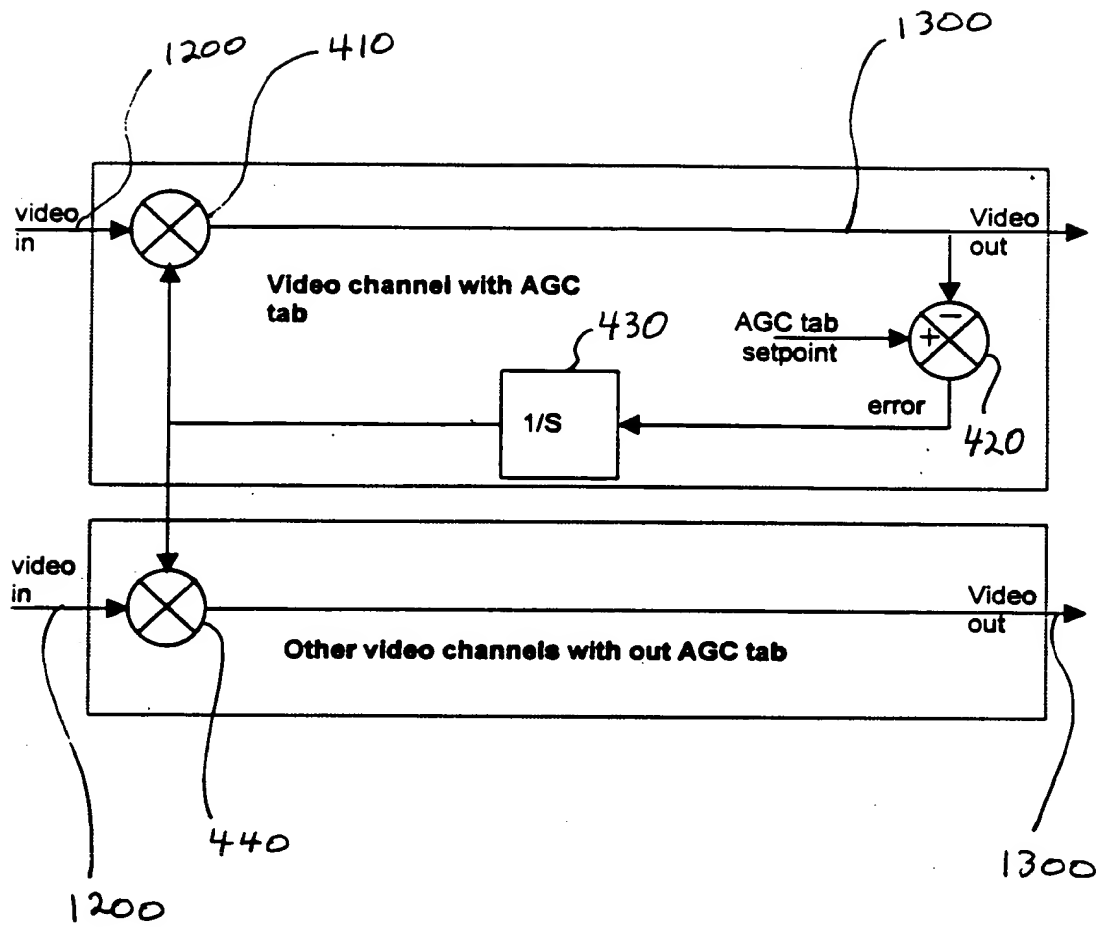 1200
410
1300
video
in
Video
out
Video channel with AGC
tab
430
AGC tab
setpoint
+
−
1/S
error
420
video
in
Video
out
Other video channels with out AGC tab
440
1200
1300